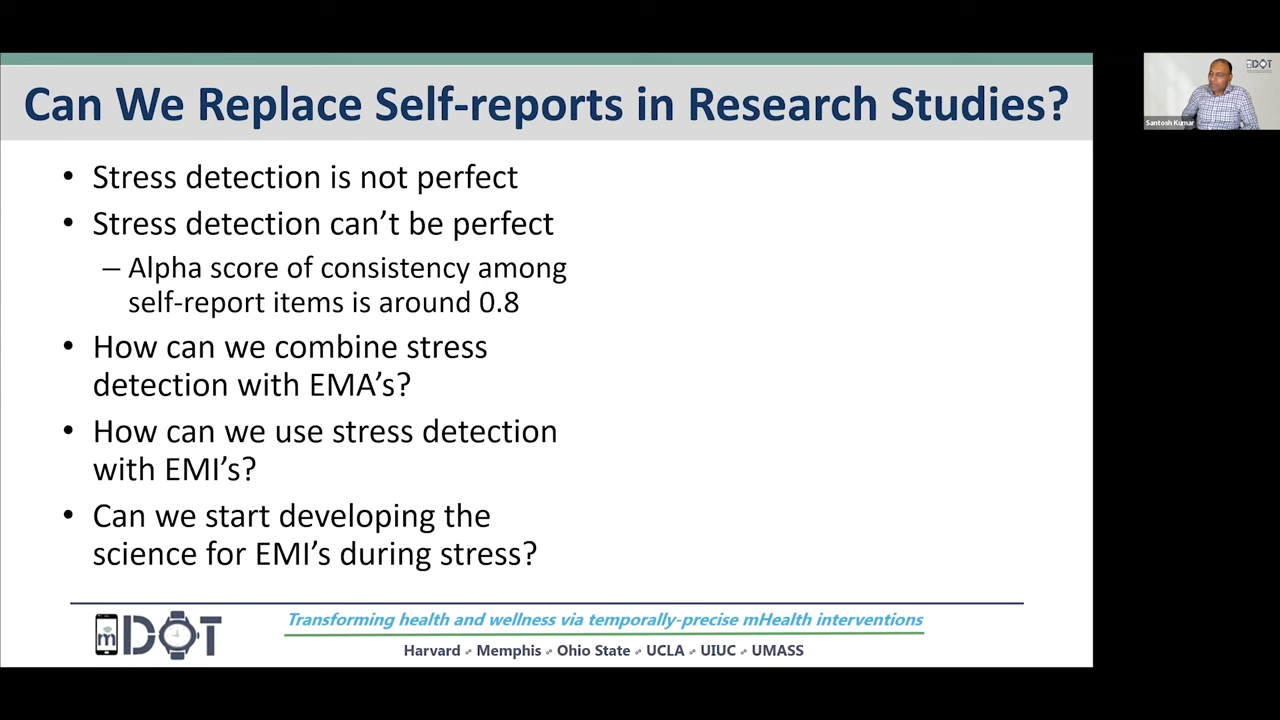 Can We Replace Self-reports in Research Studies?
• Stress detection is not perfect
• Stress detection can't be perfect
– Alpha score of consistency among
self-report items is around 0.8
• How can we combine stress
detection with EMA's?
• How can we use stress detection
with EMI's?
• Can we start developing the
science for EMI's during stress?
mDOT
Transforming health and wellness via temporally-precise mHealth interventions
Harvard Memphis Ohio State UCLA UIUC UMASS
mDOT
Santosh Kumar